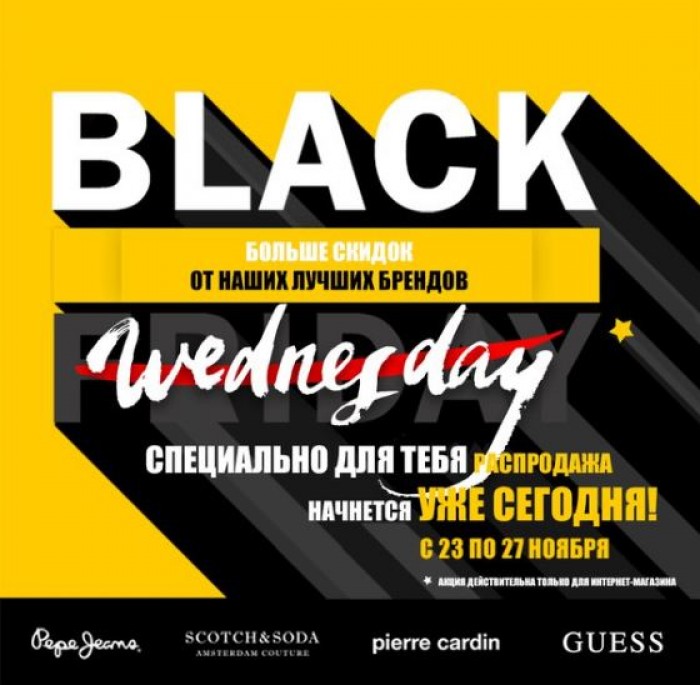 BLACK
БОЛЬШЕ СКИДОК
ОТ НАШИХ ЛУЧШИХ БРЕНДОВ
FRIDAY
Wednesday
СПЕЦИАЛЬНО ДЛЯ ТЕБЯ РАСПРОДАЖА
НАЧНЕТСЯ УЖЕ СЕГОДНЯ!
С 23 ПО 27 НОЯБРЯ
* АКЦИЯ ДЕЙСТВИТЕЛЬНА ТОЛЬКО ДЛЯ ИНТЕРНЕТ-МАГАЗИНА
Pepe Jeans. SCOTCH & SODA pierre cardin GUESS
AMSTERDAM COUTURE